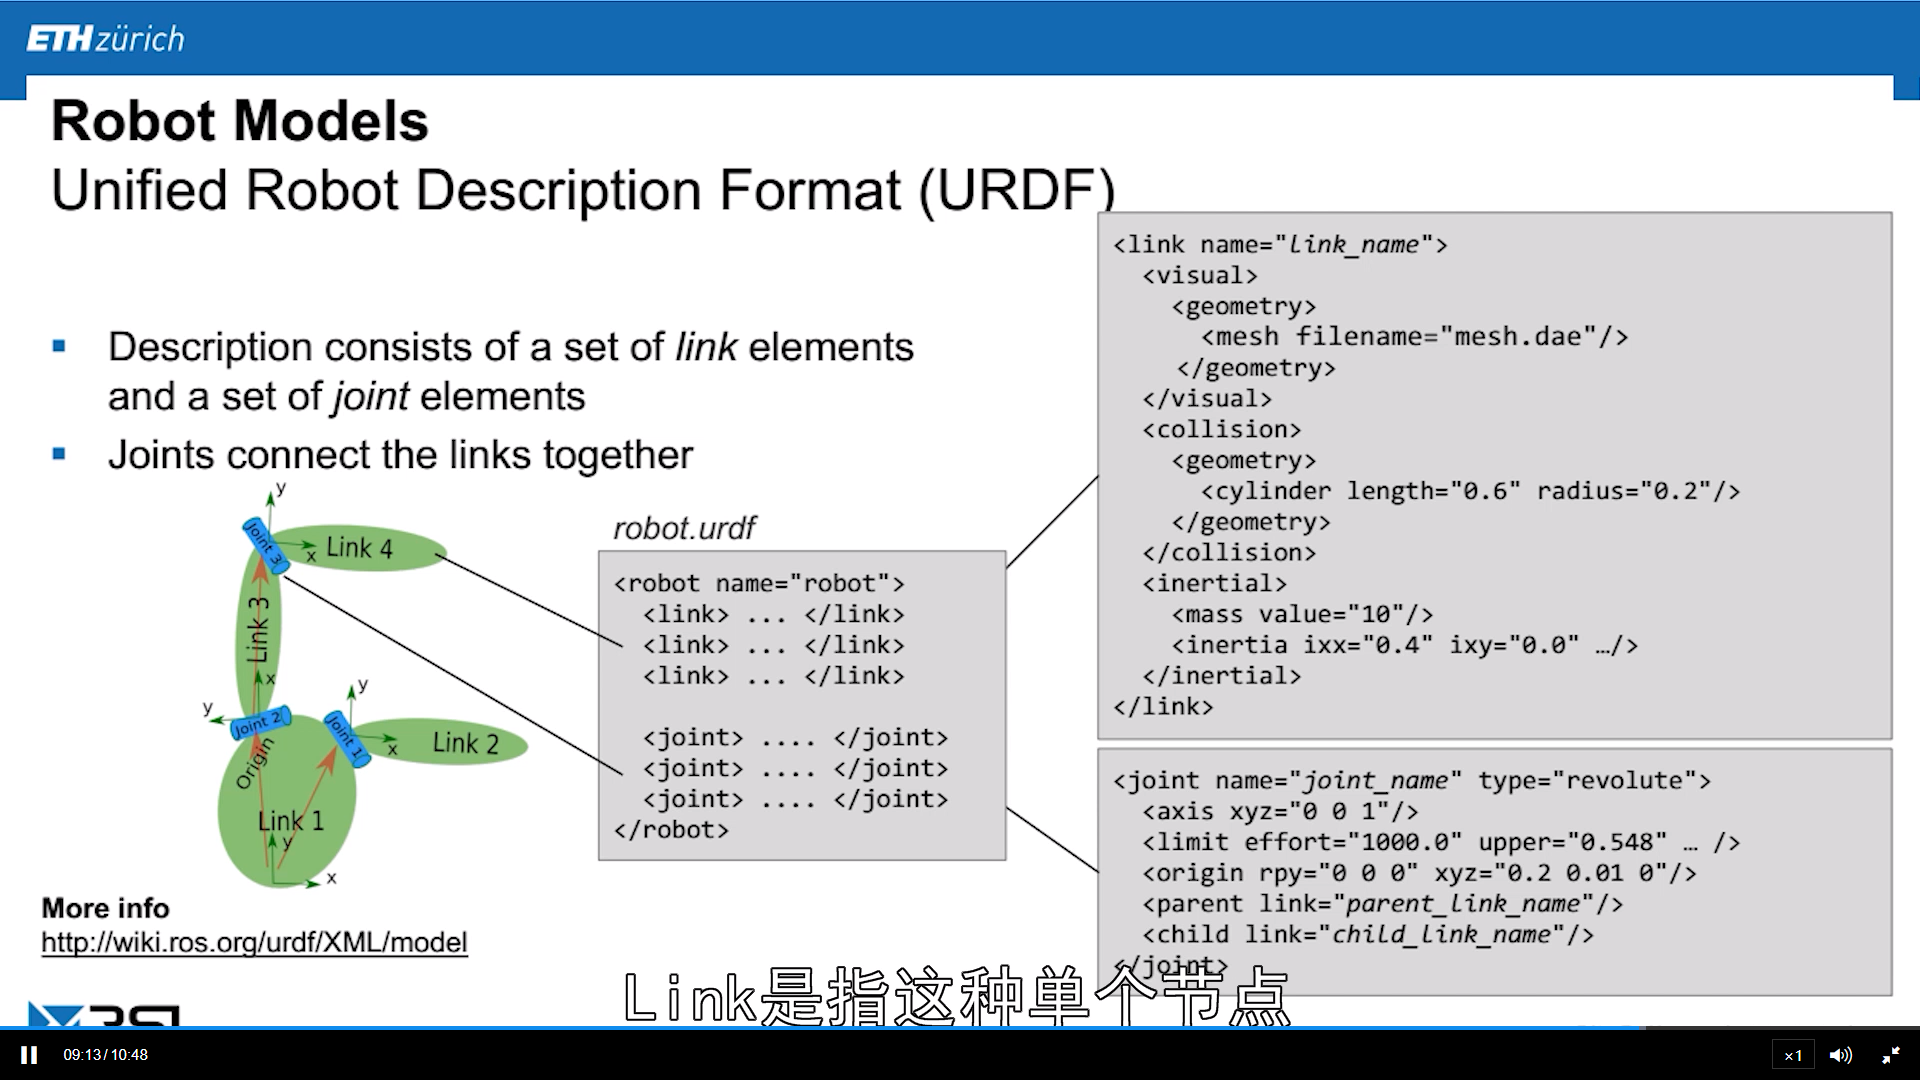 ETH zürich
Robot Models
Unified Robot Description Format (URDF)
▪ Description consists of a set of link elements
and a set of joint elements
▪ Joints connect the links together
y
Joint 3
x
Link 4
Link 3
x
y
Joint 2
Origin
y
Joint 1
x
Link 2
Link 1
y
x
More info
http://wiki.ros.org/urdf/XML/model
robot.urdf
<robot name="robot">
<link> ... </link>
<link> ... </link>
<link> ... </link>
<joint> .... </joint>
<joint> .... </joint>
<joint> .... </joint>
</robot>
<link name="link_name">
<visual>
<geometry>
<mesh filename="mesh.dae"/>
</geometry>
</visual>
<collision>
<geometry>
<cylinder length="0.6" radius="0.2"/>
</geometry>
</collision>
<inertial>
<mass value="10"/>
<inertia ixx="0.4" ixy="0.0" …/>
</inertial>
</link>
<joint name="joint_name" type="revolute">
<axis xyz="0 0 1"/>
<limit effort="1000.0" upper="0.548" … />
<origin rpy="0 0 0" xyz="0.2 0.01 0"/>
<parent link="parent_link_name"/>
<child link="child_link_name"/>
</joint>
Link是指这种单个节点
RSL
09:13/10:48
×1